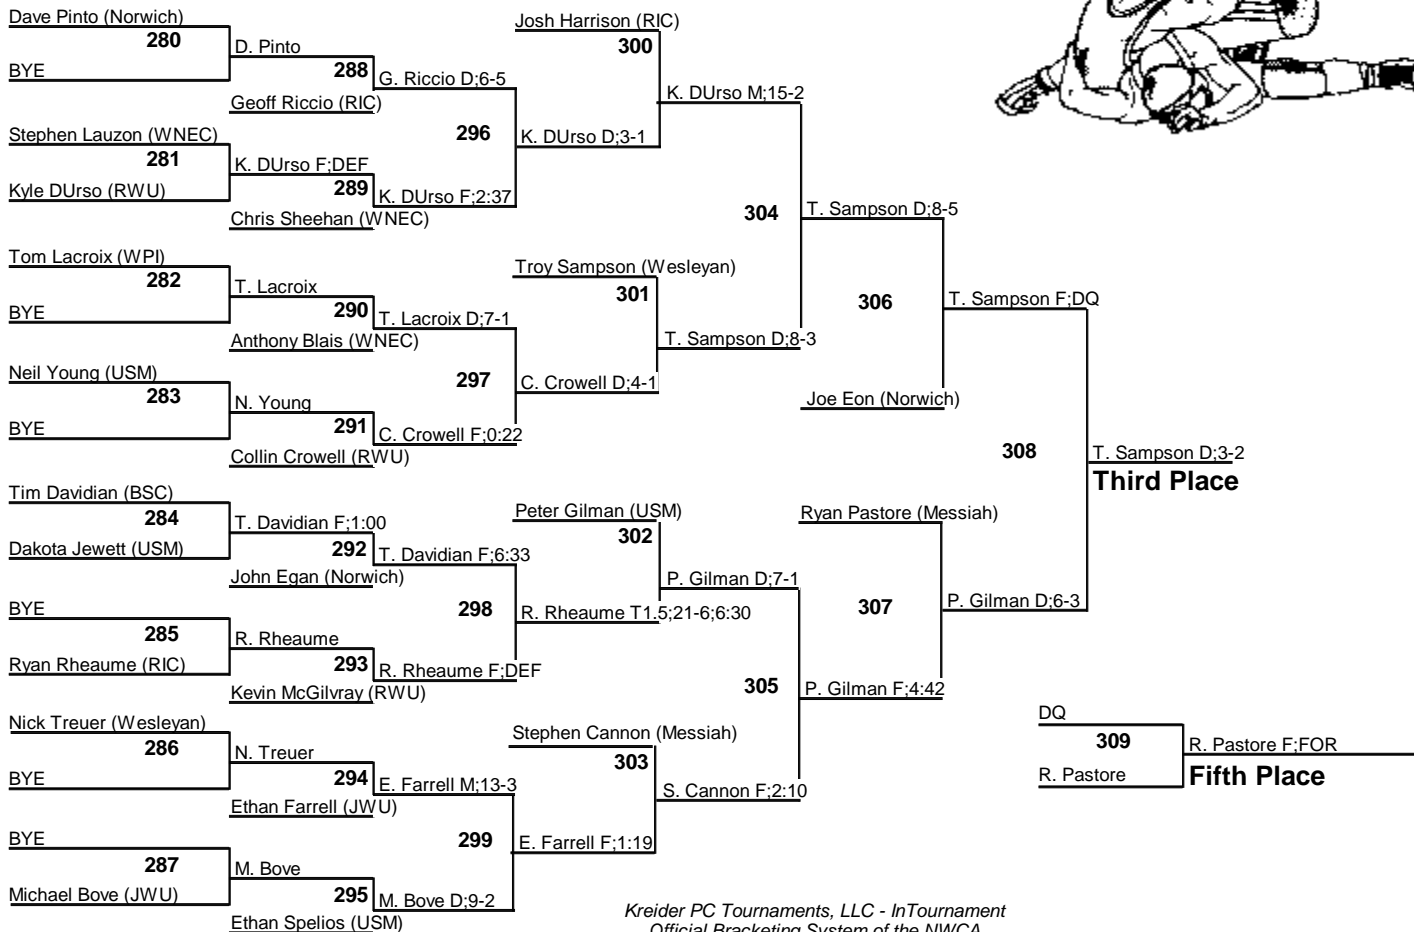 Dave Pinto (Norwich)
280
BYE
D. Pinto
288
Geoff Riccio (RIC)
G. Riccio D;6-5
Stephen Lauzon (WNEC)
281
Kyle DUrso (RWU)
K. DUrso F;DEF
289
Chris Sheehan (WNEC)
K. DUrso F;2:37
296
K. DUrso D;3-1
Josh Harrison (RIC)
300
K. DUrso M;15-2
Tom Lacroix (WPI)
282
BYE
T. Lacroix
290
Anthony Blais (WNEC)
T. Lacroix D;7-1
Neil Young (USM)
283
BYE
N. Young
291
Collin Crowell (RWU)
C. Crowell F;0:22
297
C. Crowell D;4-1
Troy Sampson (Wesleyan)
301
T. Sampson D;8-3
304
T. Sampson D;8-5
306
Joe Eon (Norwich)
T. Sampson F;DQ
Tim Davidian (BSC)
284
Dakota Jewett (USM)
T. Davidian F;1:00
292
John Egan (Norwich)
T. Davidian F;6:33
BYE
285
Ryan Rheaume (RIC)
R. Rheaume
293
Kevin McGilvray (RWU)
R. Rheaume F;DEF
298
R. Rheaume T1.5;21-6;6:30
Peter Gilman (USM)
302
P. Gilman D;7-1
Nick Treuer (Wesleyan)
286
BYE
N. Treuer
294
Ethan Farrell (JWU)
E. Farrell M;13-3
BYE
287
Michael Bove (JWU)
M. Bove
295
Ethan Spelios (USM)
M. Bove D;9-2
299
E. Farrell F;1:19
Stephen Cannon (Messiah)
303
S. Cannon F;2:10
305
P. Gilman F;4:42
Ryan Pastore (Messiah)
307
P. Gilman D;6-3
308
T. Sampson D;3-2
Third Place
DQ
309
R. Pastore
R. Pastore F;FOR
Fifth Place
Kreider PC Tournaments, LLC - InTournament
Official Bracketing System of the NWCA